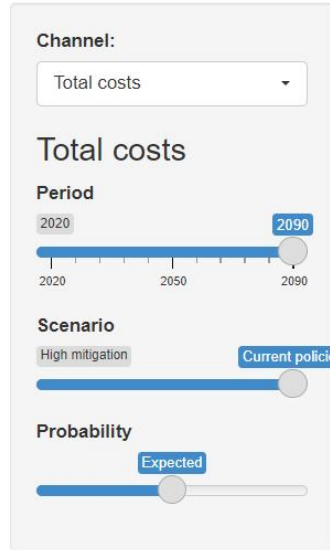 Channel:
Total costs
Total costs
Period
2020 2090
2020 2050 2090
Scenario
High mitigation Current polici
Probability
Expected